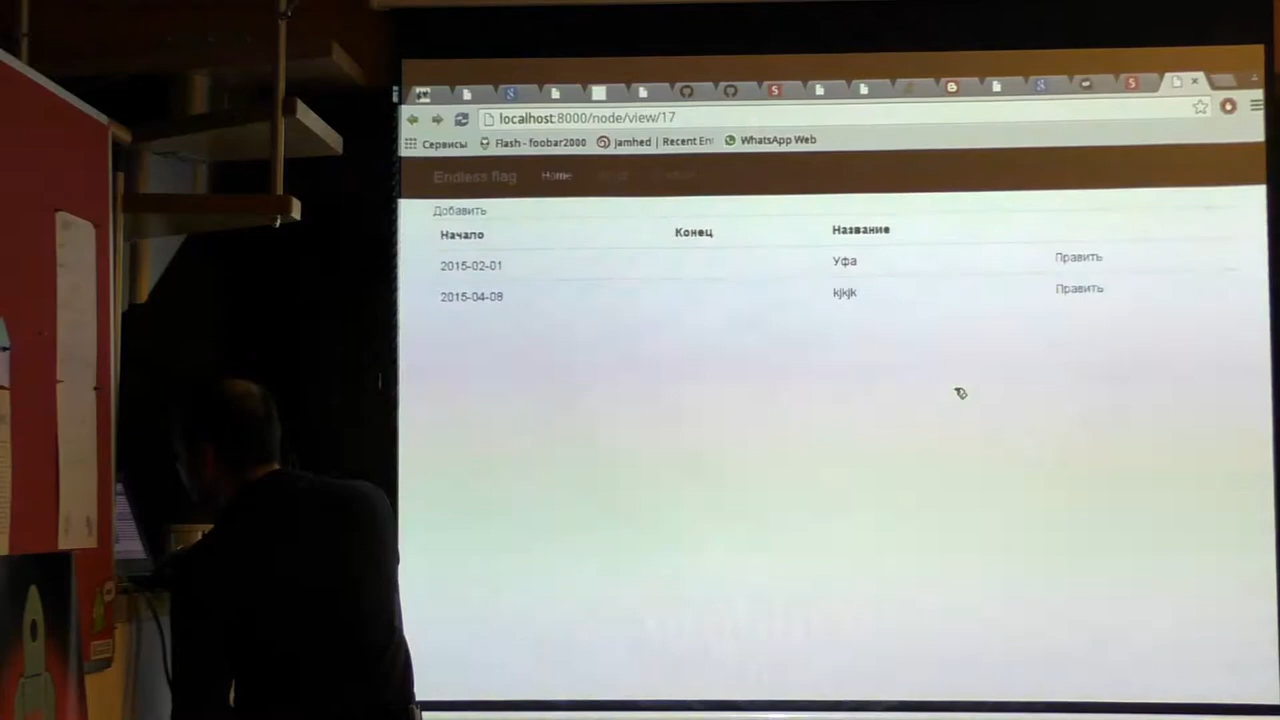 localhost:8000/node/view/17
Сервисы Flash - foobar2000 jamhed | Recent En WhatsApp Web
Endless flag Home
Добавить
Начало Конец Название
2015-02-01 Уфа Править
2015-04-08 kjkjk Править